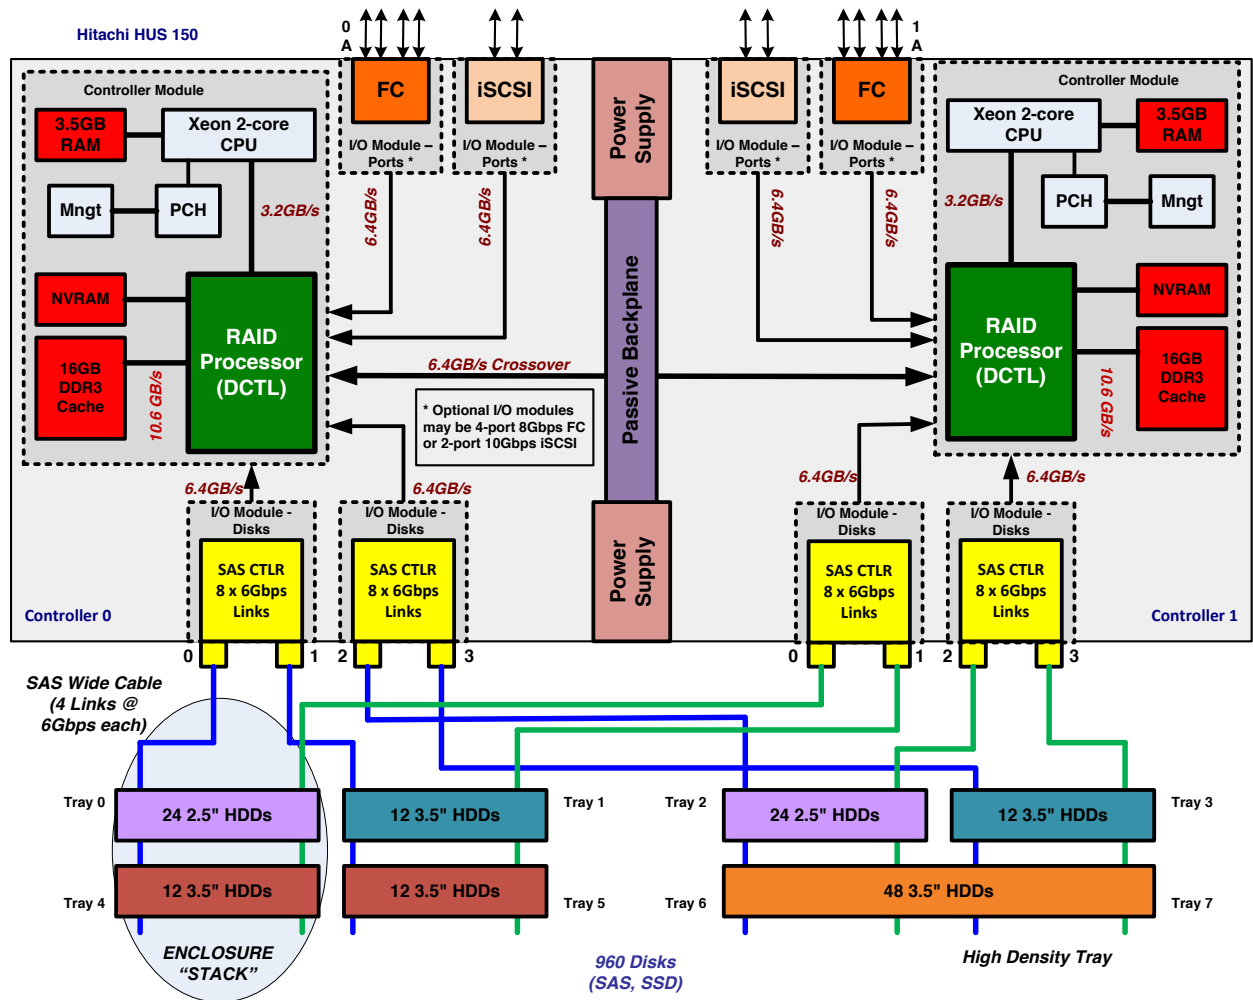 Hitachi HUS 150
0
A
1
A
Controller Module
3.5GB
RAM
Xeon 2-core
CPU
Mngt
PCH
3.2GB/s
NVRAM
16GB
DDR3
Cache
10.6 GB/s
RAID
Processor
(DCTL)
FC
I/O Module –
Ports *
6.4GB/s
iSCSI
I/O Module –
Ports *
6.4GB/s
Power
Supply
Passive Backplane
Power
Supply
iSCSI
I/O Module –
Ports *
6.4GB/s
FC
I/O Module –
Ports *
6.4GB/s
Controller Module
Xeon 2-core
CPU
3.5GB
RAM
3.2GB/s
PCH
Mngt
NVRAM
RAID
Processor
(DCTL)
16GB
DDR3
Cache
10.6 GB/s
6.4GB/s Crossover
* Optional I/O modules
may be 4-port 8Gbps FC
or 2-port 10Gbps iSCSI
6.4GB/s
6.4GB/s
6.4GB/s
6.4GB/s
I/O Module -
Disks
SAS CTLR
8 x 6Gbps
Links
I/O Module -
Disks
SAS CTLR
8 x 6Gbps
Links
I/O Module -
Disks
SAS CTLR
8 x 6Gbps
Links
I/O Module -
Disks
SAS CTLR
8 x 6Gbps
Links
Controller 0
Controller 1
0
1
2
3
0
1
2
3
SAS Wide Cable
(4 Links @
6Gbps each)
Tray 0
24 2.5" HDDs
12 3.5" HDDs
Tray 1
Tray 2
24 2.5" HDDs
12 3.5" HDDs
Tray 3
Tray 4
12 3.5" HDDs
12 3.5" HDDs
Tray 5
Tray 6
48 3.5" HDDs
Tray 7
ENCLOSURE
“STACK”
960 Disks
(SAS, SSD)
High Density Tray